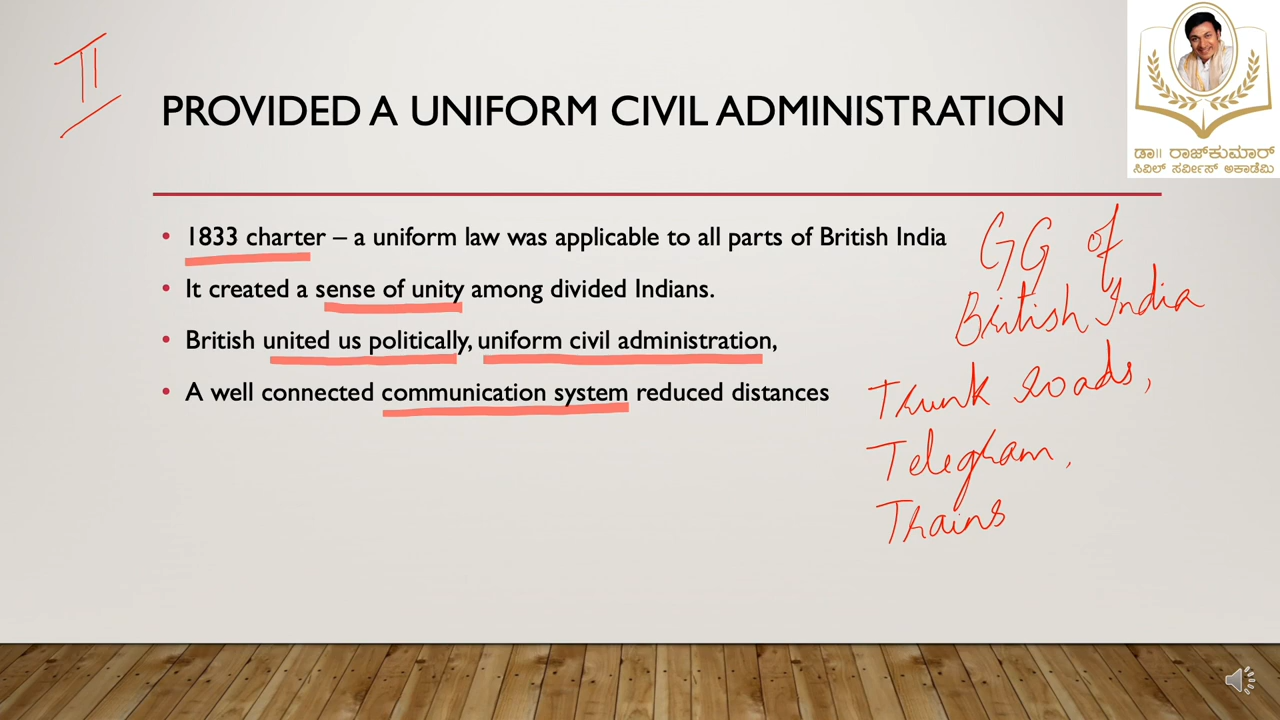 II
PROVIDED A UNIFORM CIVIL ADMINISTRATION
ಡಾ|| ರಾಜ್‌ಕುಮಾರ್
ಸಿವಿಲ್ ಸರ್ವೀಸ್ ಅಕಾಡೆಮಿ
• 1833 charter – a uniform law was applicable to all parts of British India
• It created a sense of unity among divided Indians.
• British united us politically, uniform civil administration,
• A well connected communication system reduced distances
GG of
British India
Trunk roads,
Telegram,
Trains